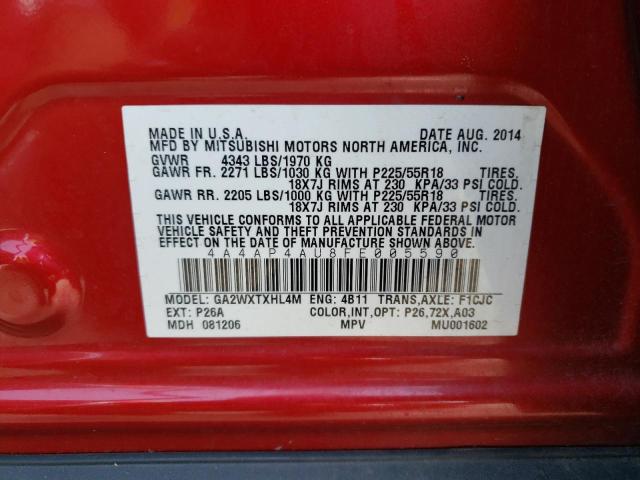 MADE IN U.S.A. DATE AUG. 2014
MFD BY MITSUBISHI MOTORS NORTH AMERICA, INC.
GVWR 4343 LBS/1970 KG
GAWR FR. 2271 LBS/1030 KG WITH P225/55R18 TIRES.
18X7J RIMS AT 230 KPA/33 PSI COLD.
GAWR RR. 2205 LBS/1000 KG WITH P225/55R18 TIRES.
18X7J RIMS AT 230 KPA/33 PSI COLD.
THIS VEHICLE CONFORMS TO ALL APPLICABLE FEDERAL MOTOR
VEHICLE SAFETY AND THEFT PREVENTION STANDARDS IN
EFFECT ON THE DATE OF MANUFACTURE SHOWN ABOVE.
4A4AP4AU8FE005590
MODEL: GA2WXTXHL4M ENG: 4B11 TRANS,AXLE: F1CJC
EXT: P26A COLOR,INT,OPT: P26,72X,A03
MDH 081206 MPV MU001602